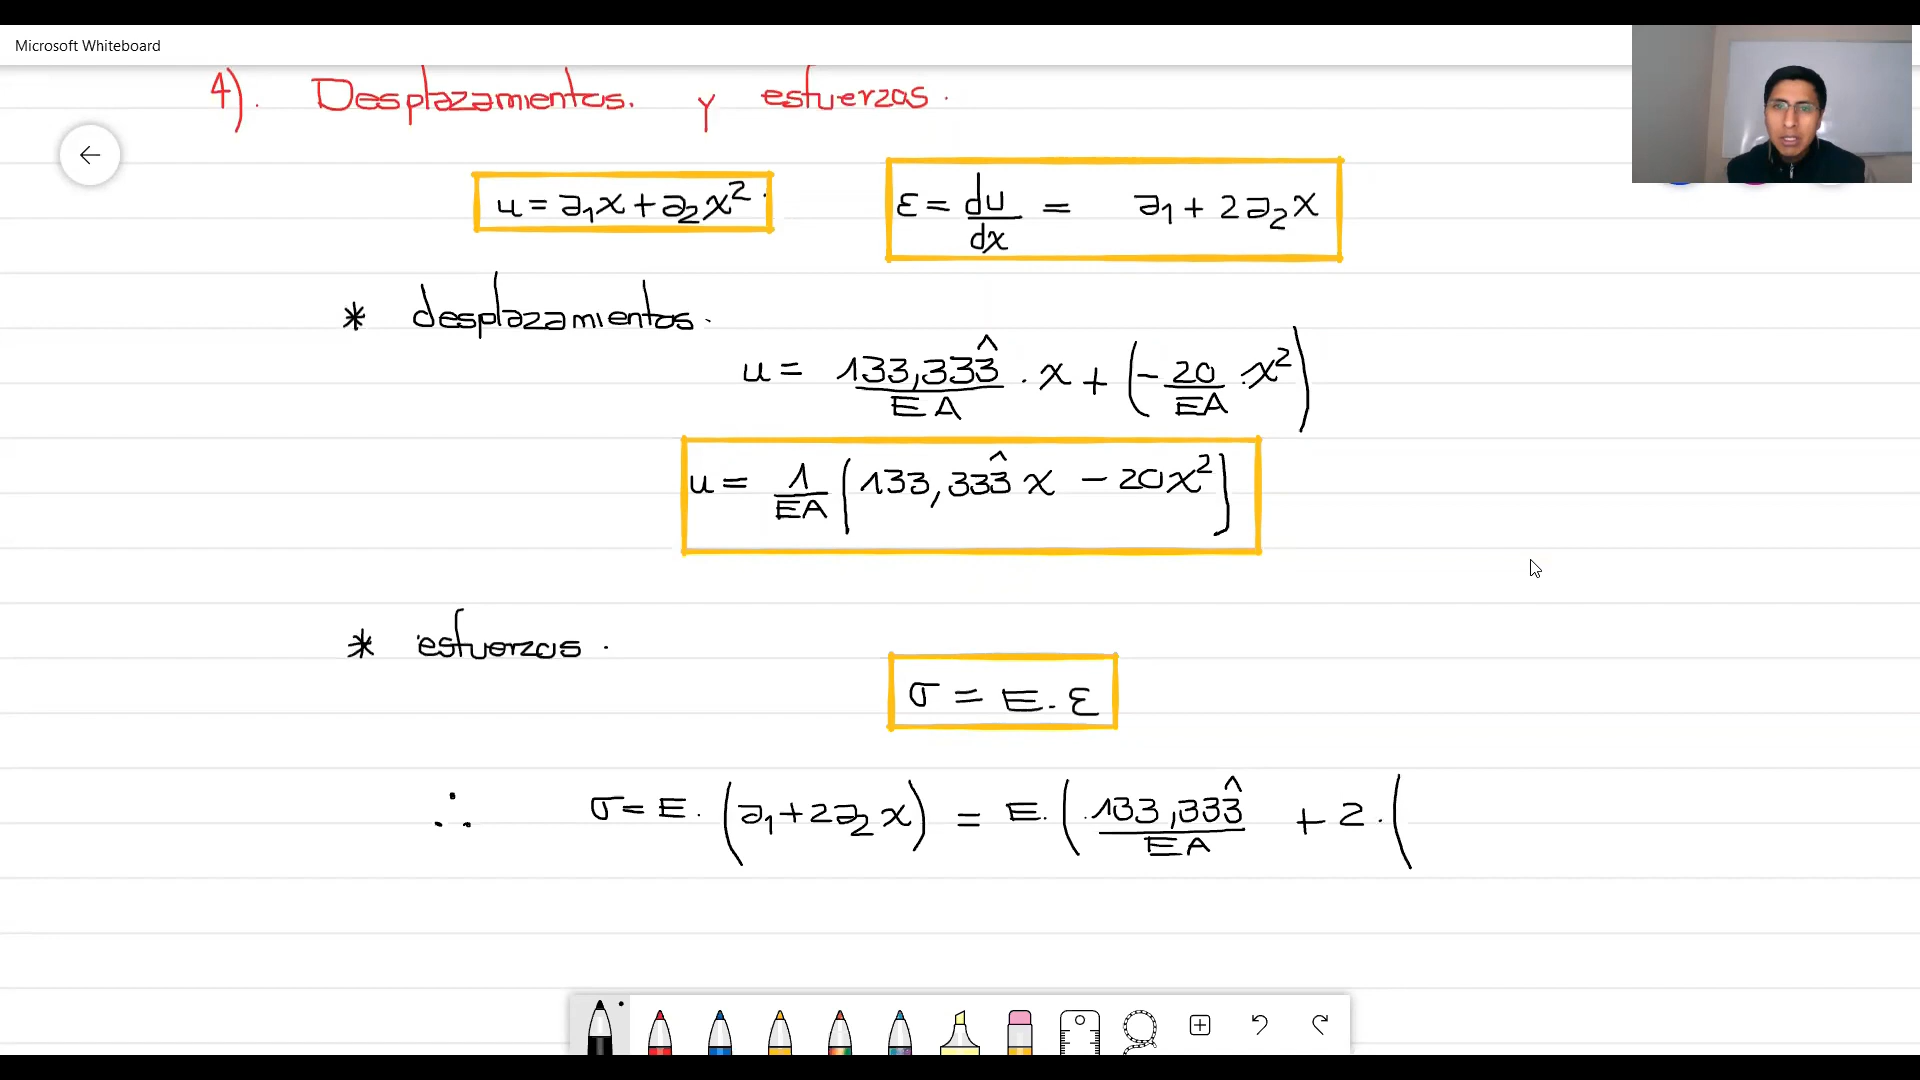 Microsoft Whiteboard
4). Desplazamientos. y esfuerzos.
u = a₁x + a₂x² ε = du/dx = a₁ + 2a₂x
* desplazamientos.
u = 133,333̂/EA · x + (-20/EA · x²)
u = 1/EA [133,333̂ x - 20x²]
* esfuerzos.
σ = E. ε
∴ σ = E. (a₁ + 2a₂x) = E. (133,333̂/EA + 2. (